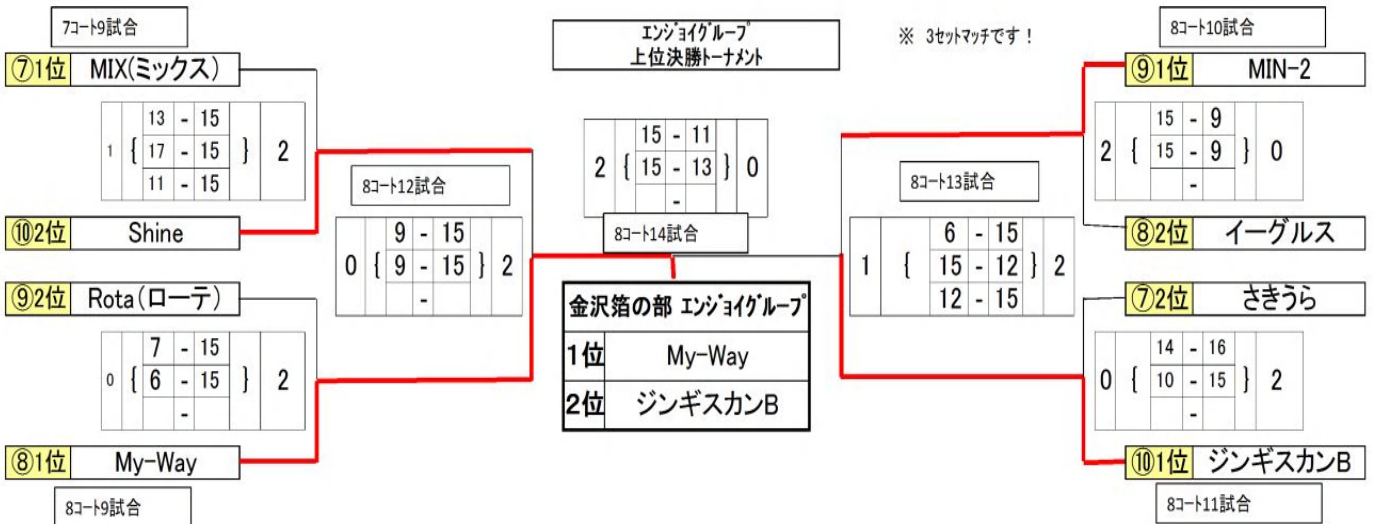 エンジョイグループ
上位決勝トーナメント
※ 3セットマッチです！
7コート9試合
⑦1位 MIX(ミックス)
13 - 15
1 { 17 - 15 } 2
11 - 15
⑩2位 Shine
8コート12試合
9 - 15
0 { 9 - 15 } 2
-
⑨2位 Rota(ローテ)
7 - 15
0 { 6 - 15 } 2
-
⑧1位 My-Way
8コート9試合
15 - 11
2 { 15 - 13 } 0
-
8コート14試合
金沢箔の部 エンジョイグループ
1位 My-Way
2位 ジンギスカンB
8コート10試合
⑨1位 MIN-2
15 - 9
2 { 15 - 9 } 0
-
⑧2位 イーグルス
8コート13試合
6 - 15
1 { 15 - 12 } 2
12 - 15
⑦2位 さきうら
14 - 16
0 { 10 - 15 } 2
-
⑩1位 ジンギスカンB
8コート11試合